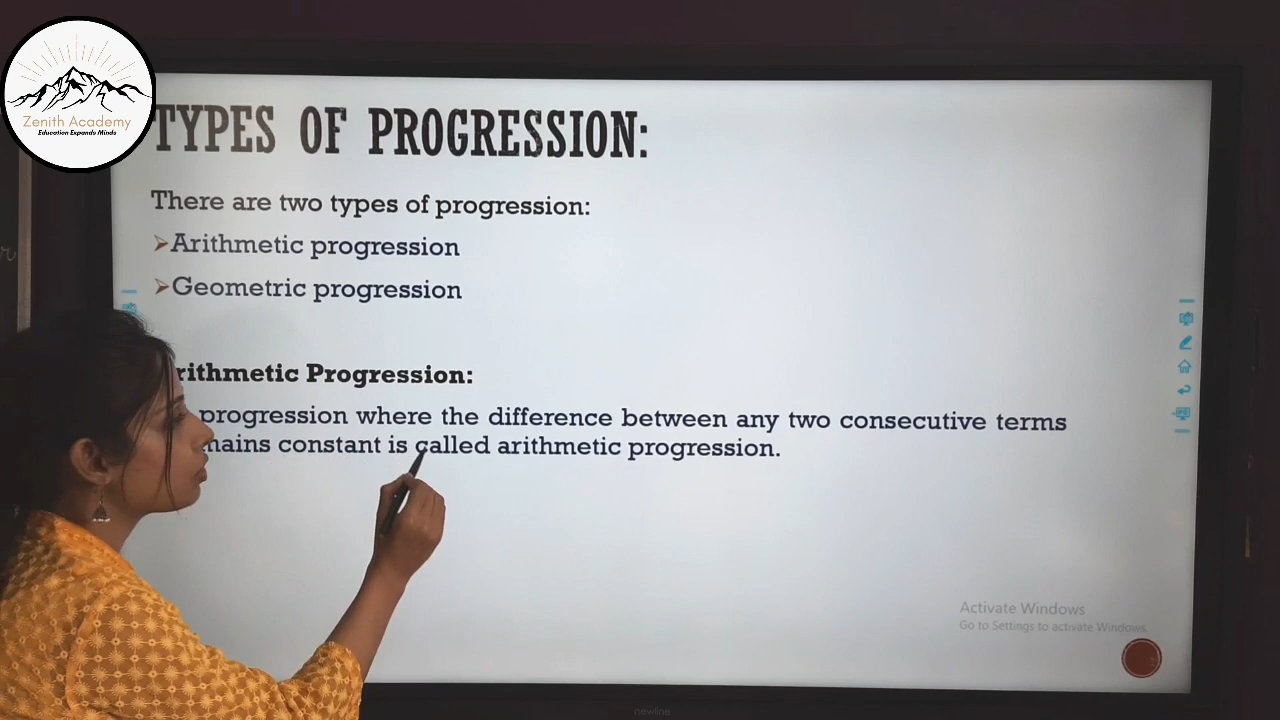 Zenith Academy
Education Expands Minds
TYPES OF PROGRESSION:
There are two types of progression:
Arithmetic progression
Geometric progression
rithmetic Progression:
progression where the difference between any two consecutive terms
mains constant is called arithmetic progression.
Activate Windows
Go to Settings to activate Windows.
newline